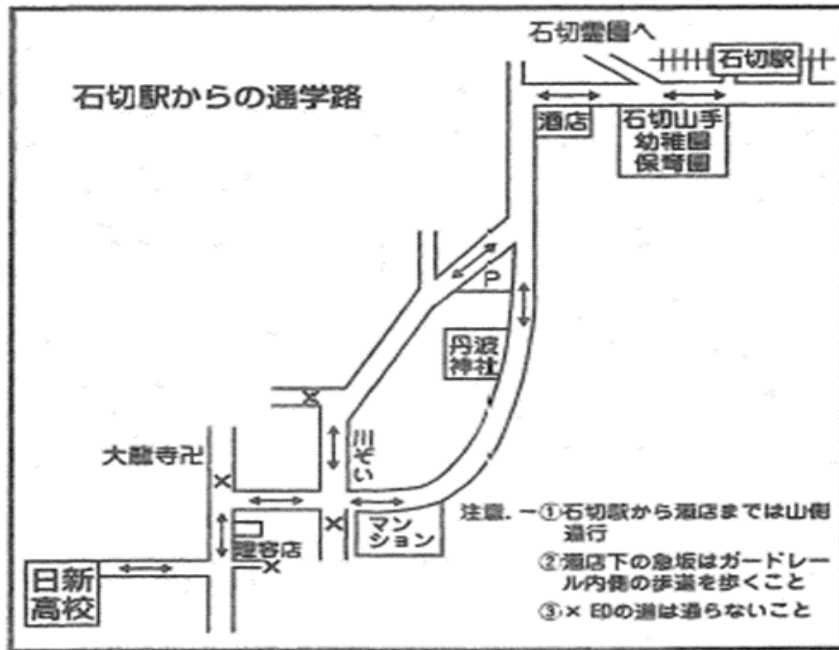 石切霊園へ
石切駅
石切駅からの通学路
酒店
石切山手
幼稚園
保育園
P
丹波
神社
川ぞい
大龍寺卍
マン
ション
理容店
日新
高校
注意.ー①石切駅から酒店までは山側
通行
②酒店下の急坂はガードレー
ル内側の歩道を歩くこと
③×印の道は通らないこと